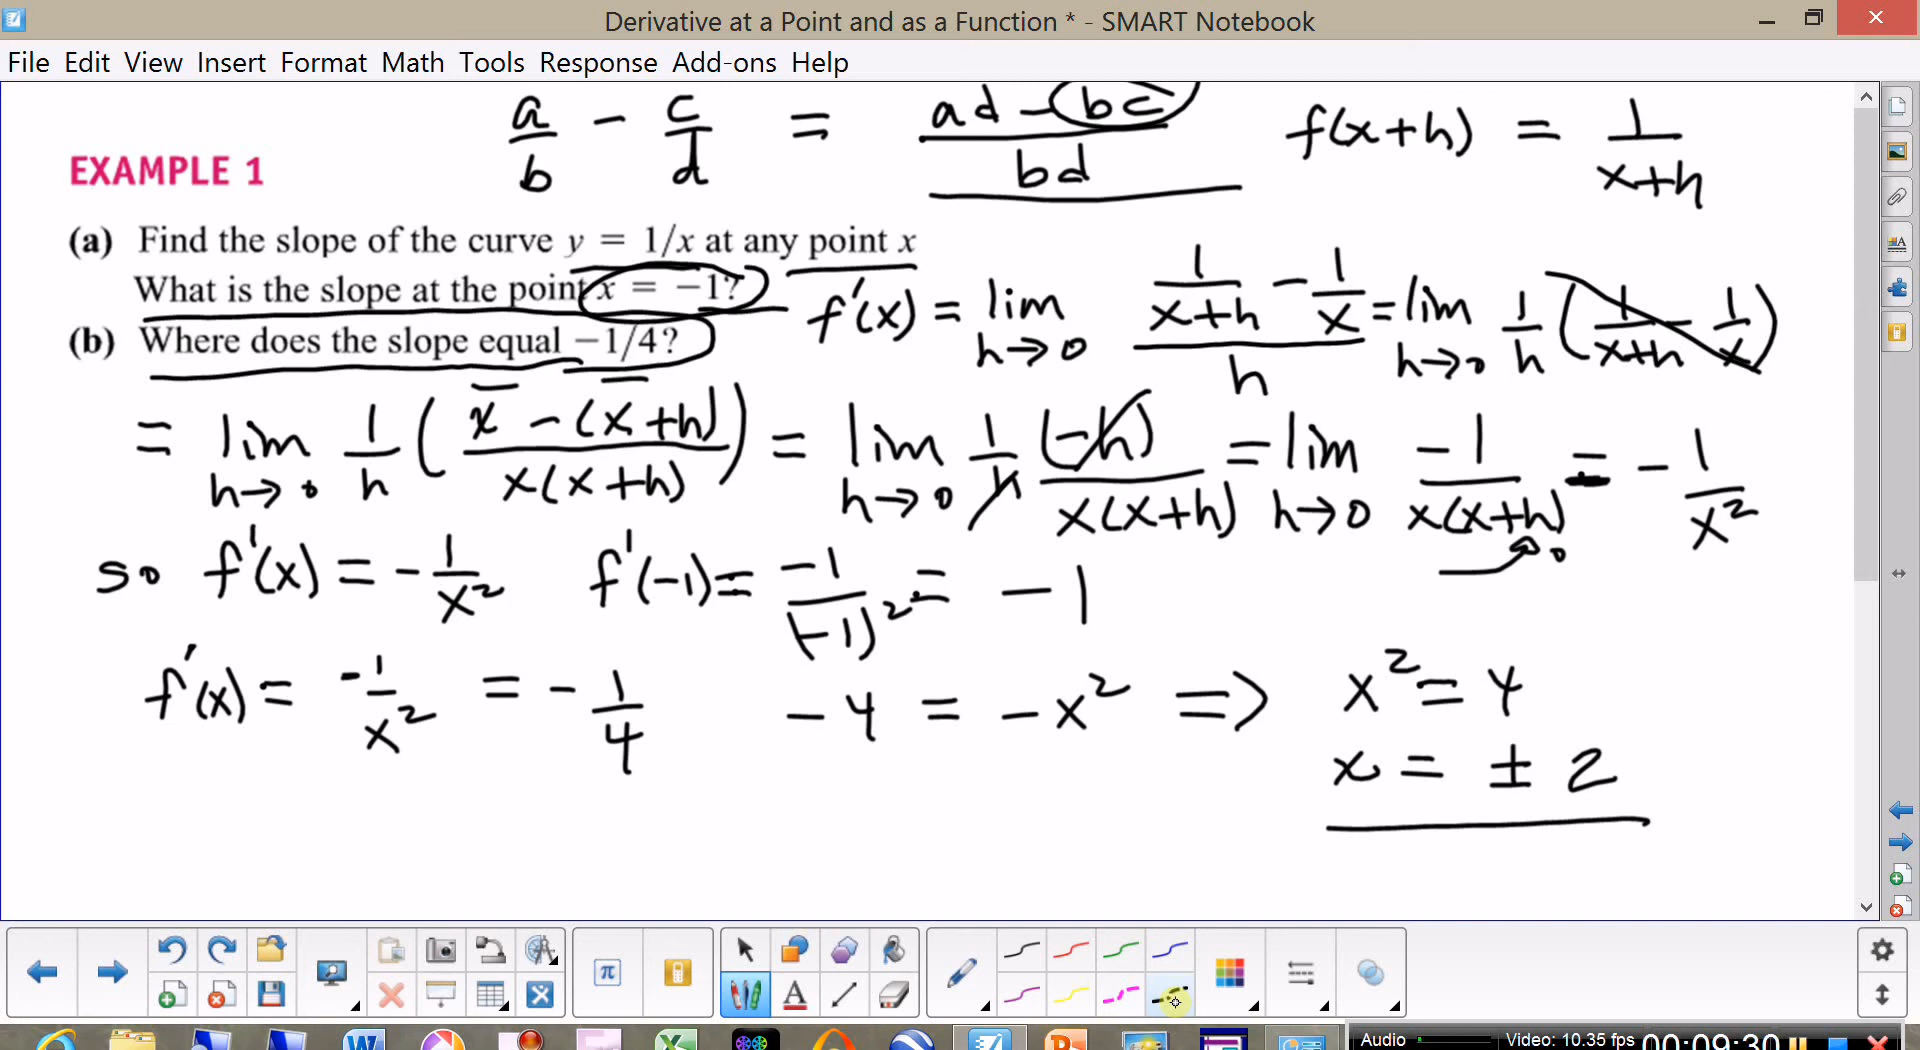 Derivative at a Point and as a Function * - SMART Notebook
File Edit View Insert Format Math Tools Response Add-ons Help
a/b - c/d = (ad - bc)/bd
f(x+h) = 1/(x+h)
EXAMPLE 1
(a) Find the slope of the curve y = 1/x at any point x
What is the slope at the point x = −1?
(b) Where does the slope equal −1/4?
f'(x) = lim h→0 (1/(x+h) - 1/x)/h = lim h→0 1/h (1/(x+h) - 1/x)
= lim h→0 1/h ((x - (x+h))/(x(x+h))) = lim h→0 1/h (-h)/(x(x+h)) = lim h→0 -1/(x(x+h)) = - 1/x²
0
so f'(x) = - 1/x² f'(-1) = -1/(-1)² = -1
f'(x) = -1/x² = - 1/4 -4 = -x² => x² = 4
x = ± 2
Audio Video: 10.35 fps 00:09:30